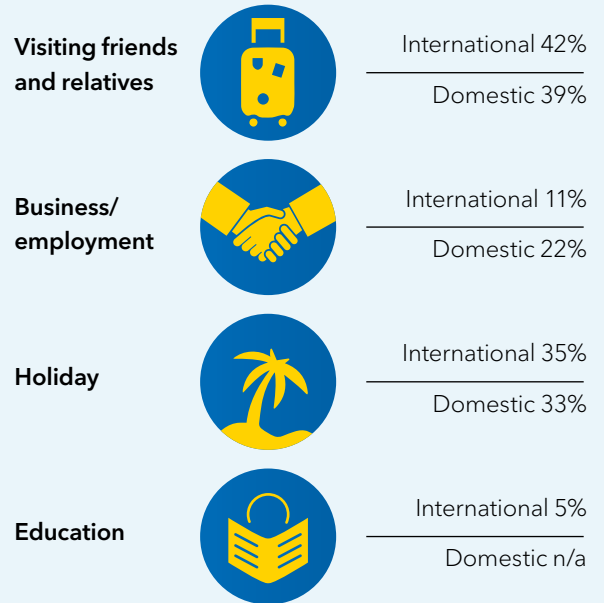 Visiting friends
and relatives
International 42%
Domestic 39%
Business/
employment
International 11%
Domestic 22%
Holiday
International 35%
Domestic 33%
Education
International 5%
Domestic n/a